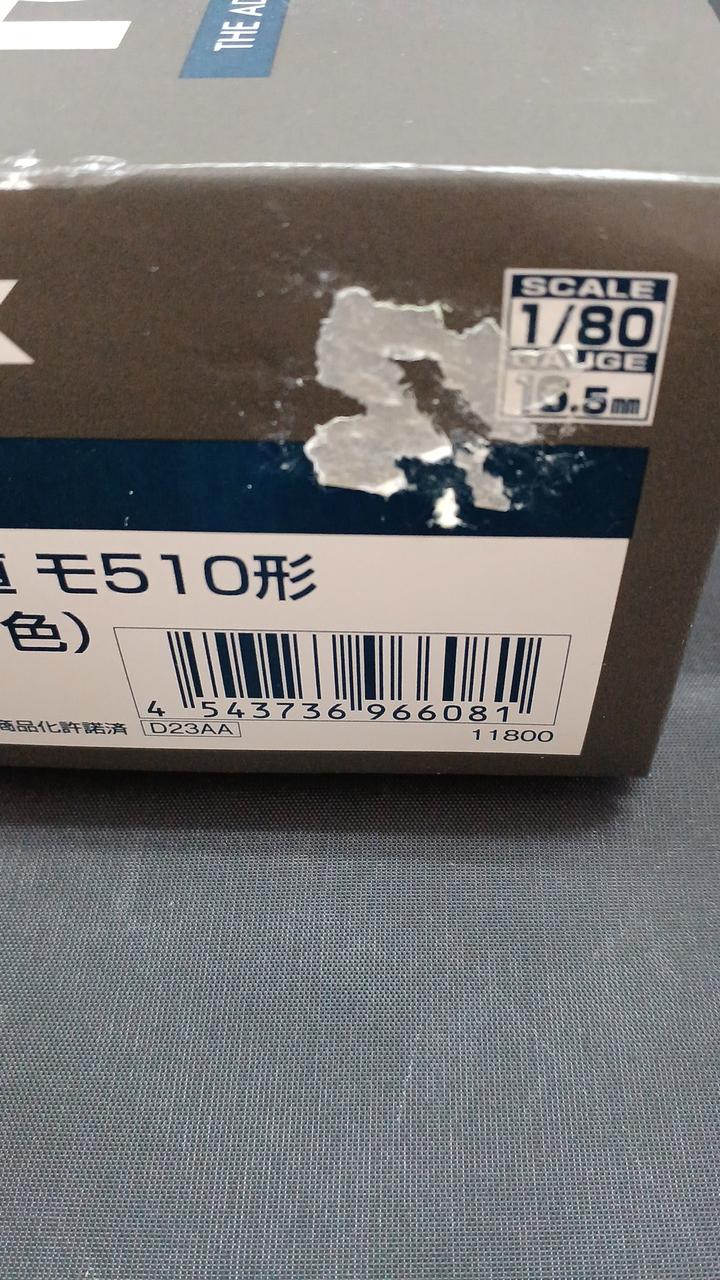 THE AD
SCALE
1/80
GAUGE
16.5mm
モ510形
色)
4 543736 966081
商品化許諾済 D23AA 11800